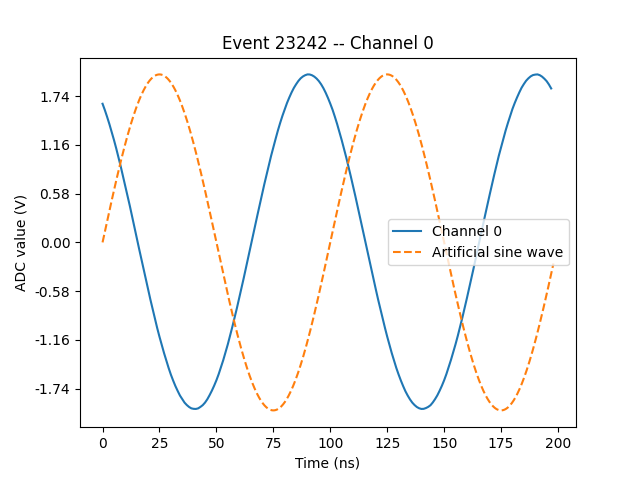 Event 23242 -- Channel 0
ADC value (V)
1.74
1.16
0.58
0.00
-0.58
-1.16
-1.74
Channel 0
Artificial sine wave
0 25 50 75 100 125 150 175 200
Time (ns)